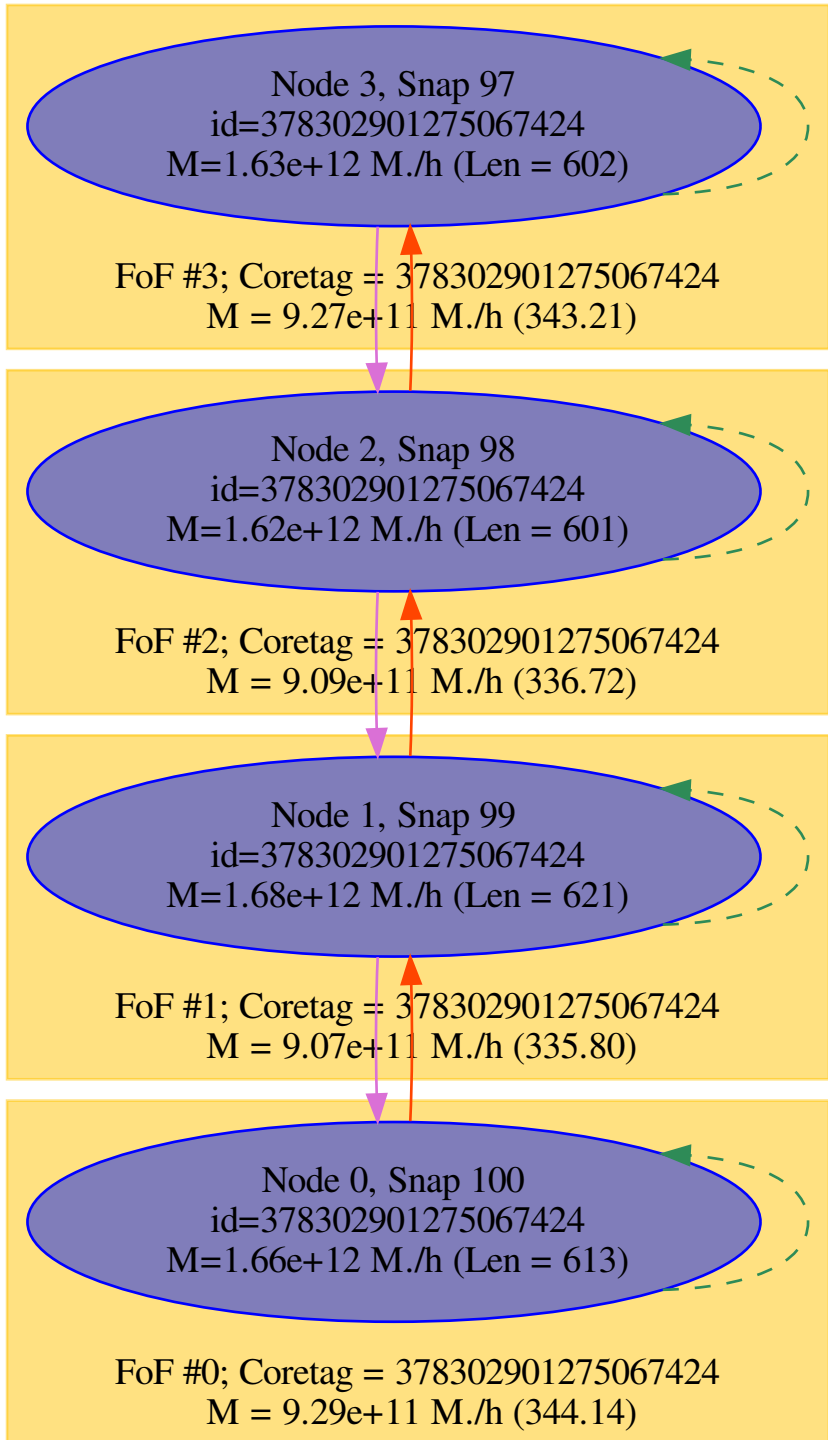 Node 3, Snap 97
id=378302901275067424
M=1.63e+12 M./h (Len = 602)
FoF #3; Coretag = 378302901275067424
M = 9.27e+11 M./h (343.21)
Node 2, Snap 98
id=378302901275067424
M=1.62e+12 M./h (Len = 601)
FoF #2; Coretag = 378302901275067424
M = 9.09e+11 M./h (336.72)
Node 1, Snap 99
id=378302901275067424
M=1.68e+12 M./h (Len = 621)
FoF #1; Coretag = 378302901275067424
M = 9.07e+11 M./h (335.80)
Node 0, Snap 100
id=378302901275067424
M=1.66e+12 M./h (Len = 613)
FoF #0; Coretag = 378302901275067424
M = 9.29e+11 M./h (344.14)